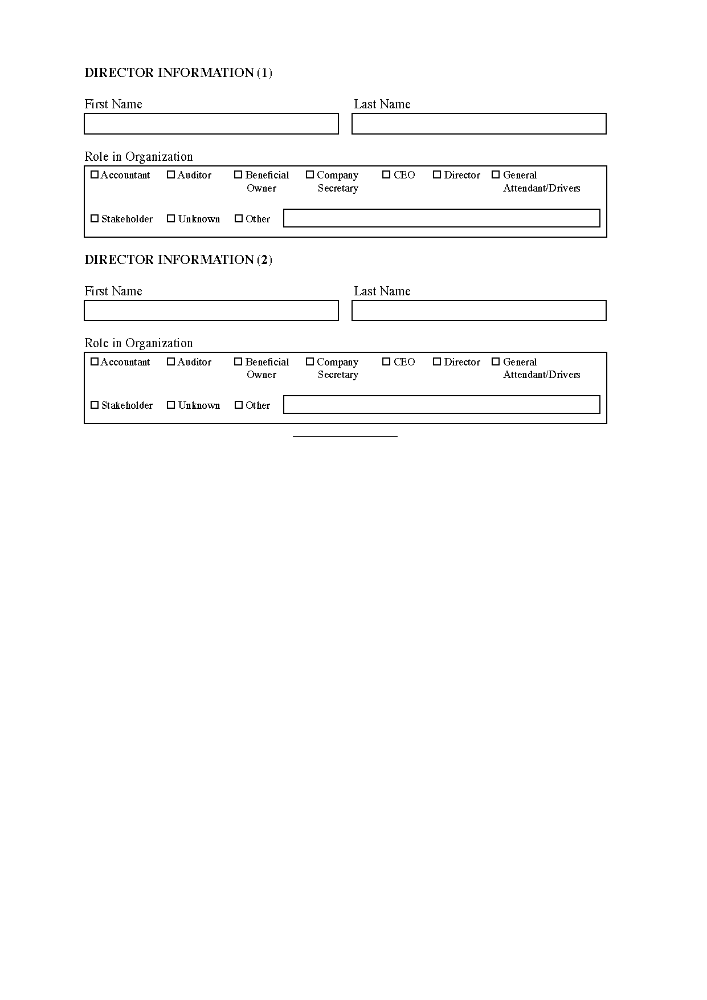 DIRECTOR INFORMATION (1)
First Name Last Name
Role in Organization
Accountant Auditor Beneficial Company CEO Director General
Owner Secretary Attendant/Drivers
Stakeholder Unknown Other
DIRECTOR INFORMATION (2)
First Name Last Name
Role in Organization
Accountant Auditor Beneficial Company CEO Director General
Owner Secretary Attendant/Drivers
Stakeholder Unknown Other